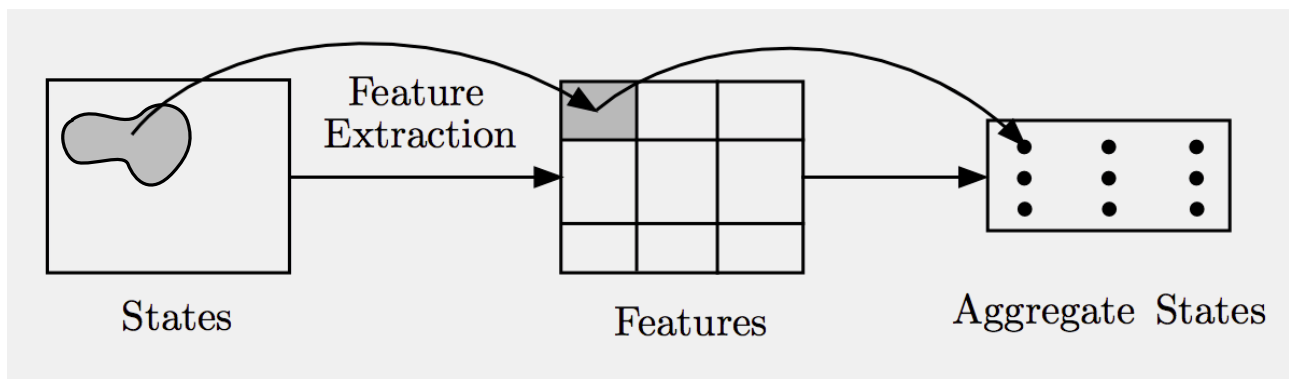 Feature
Extraction
States
Features
Aggregate States